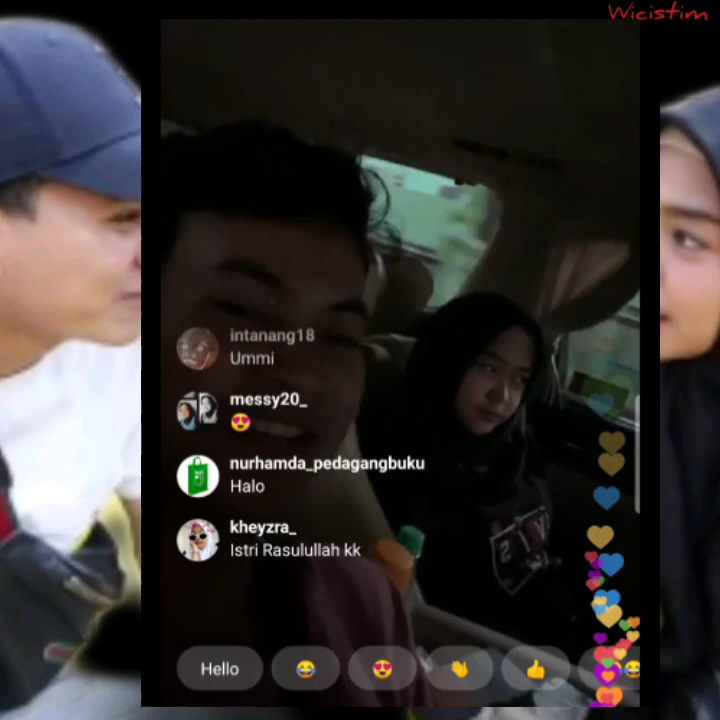 Wicistim
intanang18
Ummi
messy20_
😍
nurhamda_pedagangbuku
Halo
kheyzra_
Istri Rasulullah kk
Hello 😂 😍 👋 👍 😂